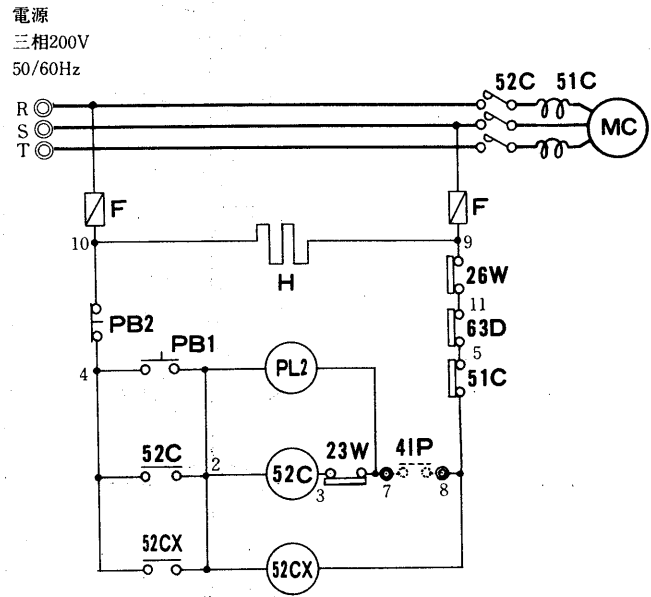 電源
三相200V
50/60Hz
52C 51C
R
S
T
MC
F F
10 9
H
26W
11
PB2 63D
PB1 5
4 PL2 51C
52C 2 23W 41P
52C 3 7 8
52CX
52CX